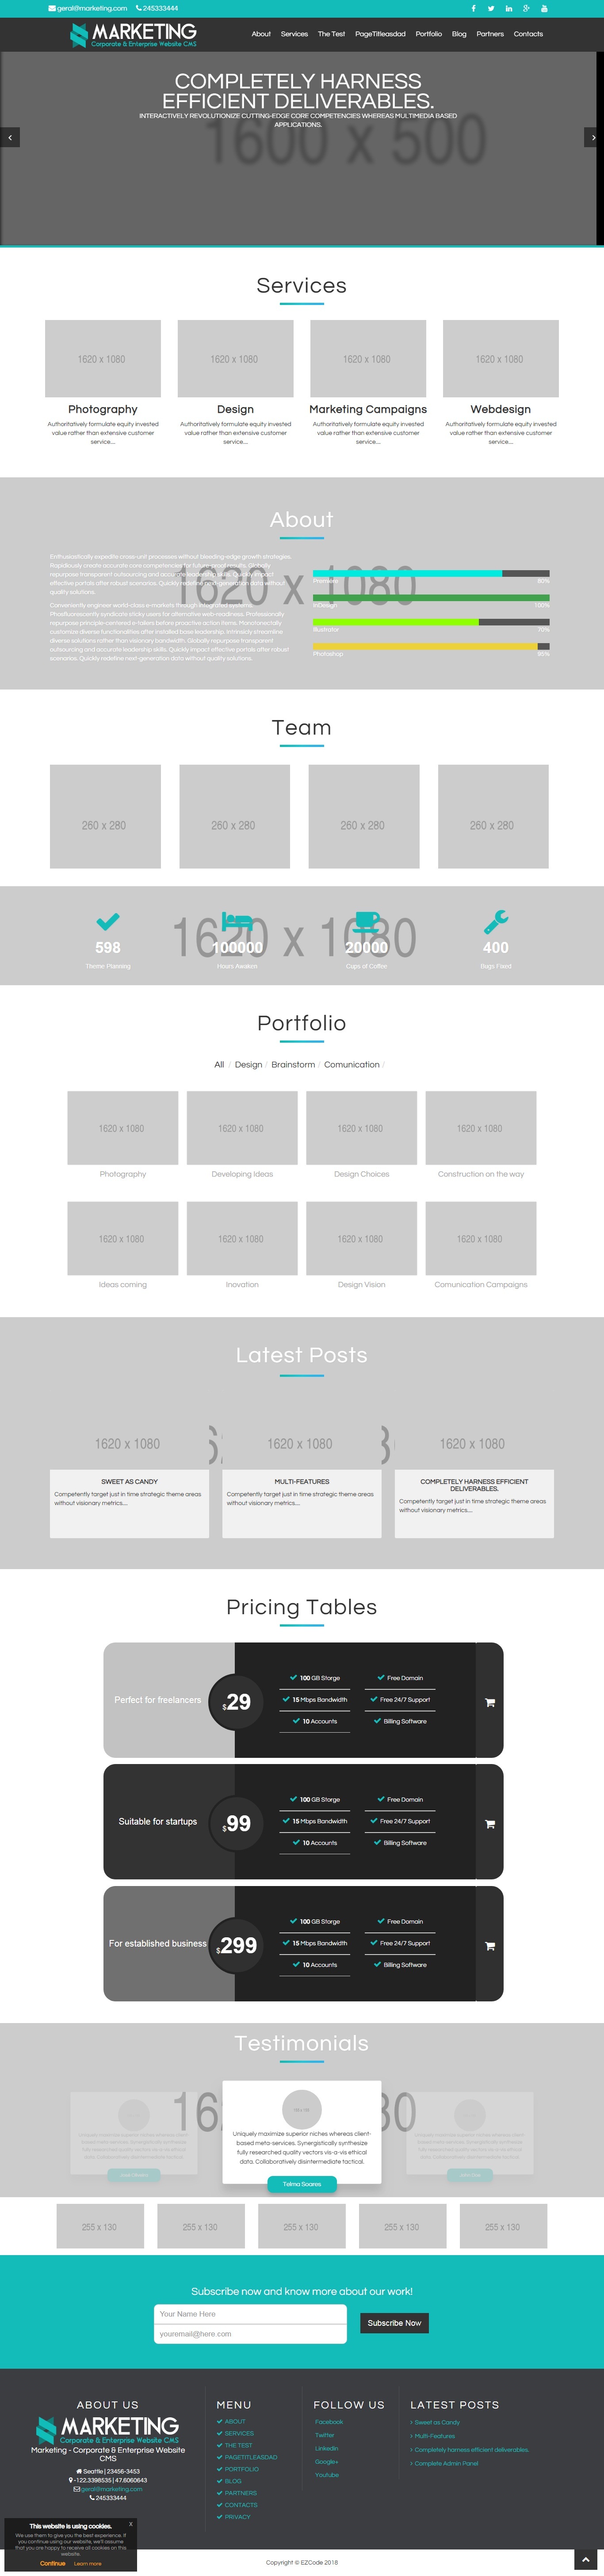 geral@marketing.com 245333444
MARKETING
Corporate & Enterprise Website CMS
About Services The Test PageTitleasdad Portfolio Blog Partners Contacts
1600 x 500
COMPLETELY HARNESS
EFFICIENT DELIVERABLES.
INTERACTIVELY REVOLUTIONIZE CUTTING-EDGE CORE COMPETENCIES WHEREAS MULTIMEDIA BASED
APPLICATIONS.
Services
1620 x 1080 1620 x 1080 1620 x 1080 1620 x 1080
Photography Design Marketing Campaigns Webdesign
Authoritatively formulate equity invested
value rather than extensive customer
service....
Authoritatively formulate equity invested
value rather than extensive customer
service....
Authoritatively formulate equity invested
value rather than extensive customer
service....
Authoritatively formulate equity invested
value rather than extensive customer
service....
About
1620 x 1080
Enthusiastically expedite cross-unit processes without bleeding-edge growth strategies.
Rapidiously create accurate core competencies for future-proof results. Globally
repurpose transparent outsourcing and accurate leadership skills. Quickly impact
effective portals after robust scenarios. Quickly redefine next-generation data without
quality solutions.
Conveniently engineer world-class e-markets through integrated systems.
Phosfluorescently syndicate sticky users for alternative web-readiness. Professionally
repurpose principle-centered e-tailers before proactive action items. Monotonectally
customize diverse functionalities after installed base leadership. Intrinsicly streamline
diverse solutions rather than visionary bandwidth. Globally repurpose transparent
outsourcing and accurate leadership skills. Quickly impact effective portals after robust
scenarios. Quickly redefine next-generation data without quality solutions.
Premiere 80%
InDesign 100%
Illustrator 70%
Photoshop 95%
Team
260 x 280 260 x 280 260 x 280 260 x 280
1620 x 1080
598 100000 20000 400
Theme Planning Hours Awaken Cups of Coffee Bugs Fixed
Portfolio
All / Design / Brainstorm / Comunication /
1620 x 1080 1620 x 1080 1620 x 1080 1620 x 1080
Photography Developing Ideas Design Choices Construction on the way
1620 x 1080 1620 x 1080 1620 x 1080 1620 x 1080
Ideas coming Inovation Design Vision Comunication Campaigns
Latest Posts
1620 x 1080 1620 x 1080 1620 x 1080
SWEET AS CANDY
Competently target just in time strategic theme areas
without visionary metrics....
MULTI-FEATURES
Competently target just in time strategic theme areas
without visionary metrics....
COMPLETELY HARNESS EFFICIENT
DELIVERABLES.
Competently target just in time strategic theme areas
without visionary metrics....
Pricing Tables
Perfect for freelancers
$29
100 GB Storge Free Domain
15 Mbps Bandwidth Free 24/7 Support
10 Accounts Billing Software
Suitable for startups
$99
100 GB Storge Free Domain
15 Mbps Bandwidth Free 24/7 Support
10 Accounts Billing Software
For established business
$299
100 GB Storge Free Domain
15 Mbps Bandwidth Free 24/7 Support
10 Accounts Billing Software
Testimonials
Uniquely maximize superior niches whereas client-
based meta-services. Synergistically synthesize
fully researched quality vectors vis-a-vis ethical
data. Collaboratively disintermediate tactical.
Telma Soares
255 x 130 255 x 130 255 x 130 255 x 130 255 x 130
Subscribe now and know more about our work!
Your Name Here
youremail@here.com
Subscribe Now
ABOUT US
MARKETING
Corporate & Enterprise Website CMS
Marketing - Corporate & Enterprise Website
CMS
Seattle | 23456-3453
-122,3398535 | 47,6060843
geral@marketing.com
245333444
MENU
ABOUT
SERVICES
THE TEST
PAGETITLEASDAD
PORTFOLIO
BLOG
PARTNERS
CONTACTS
PRIVACY
FOLLOW US
Facebook
Twitter
LinkedIn
Google+
Youtube
LATEST POSTS
Sweet as Candy
Multi-Features
Completely harness efficient deliverables.
Complete Admin Panel
X
This website is using cookies.
We use them to give you the best experience. If
you continue using our website, we'll assume
that you are happy to receive all cookies on this
website.
Continue Learn more
Copyright © EZCode 2018